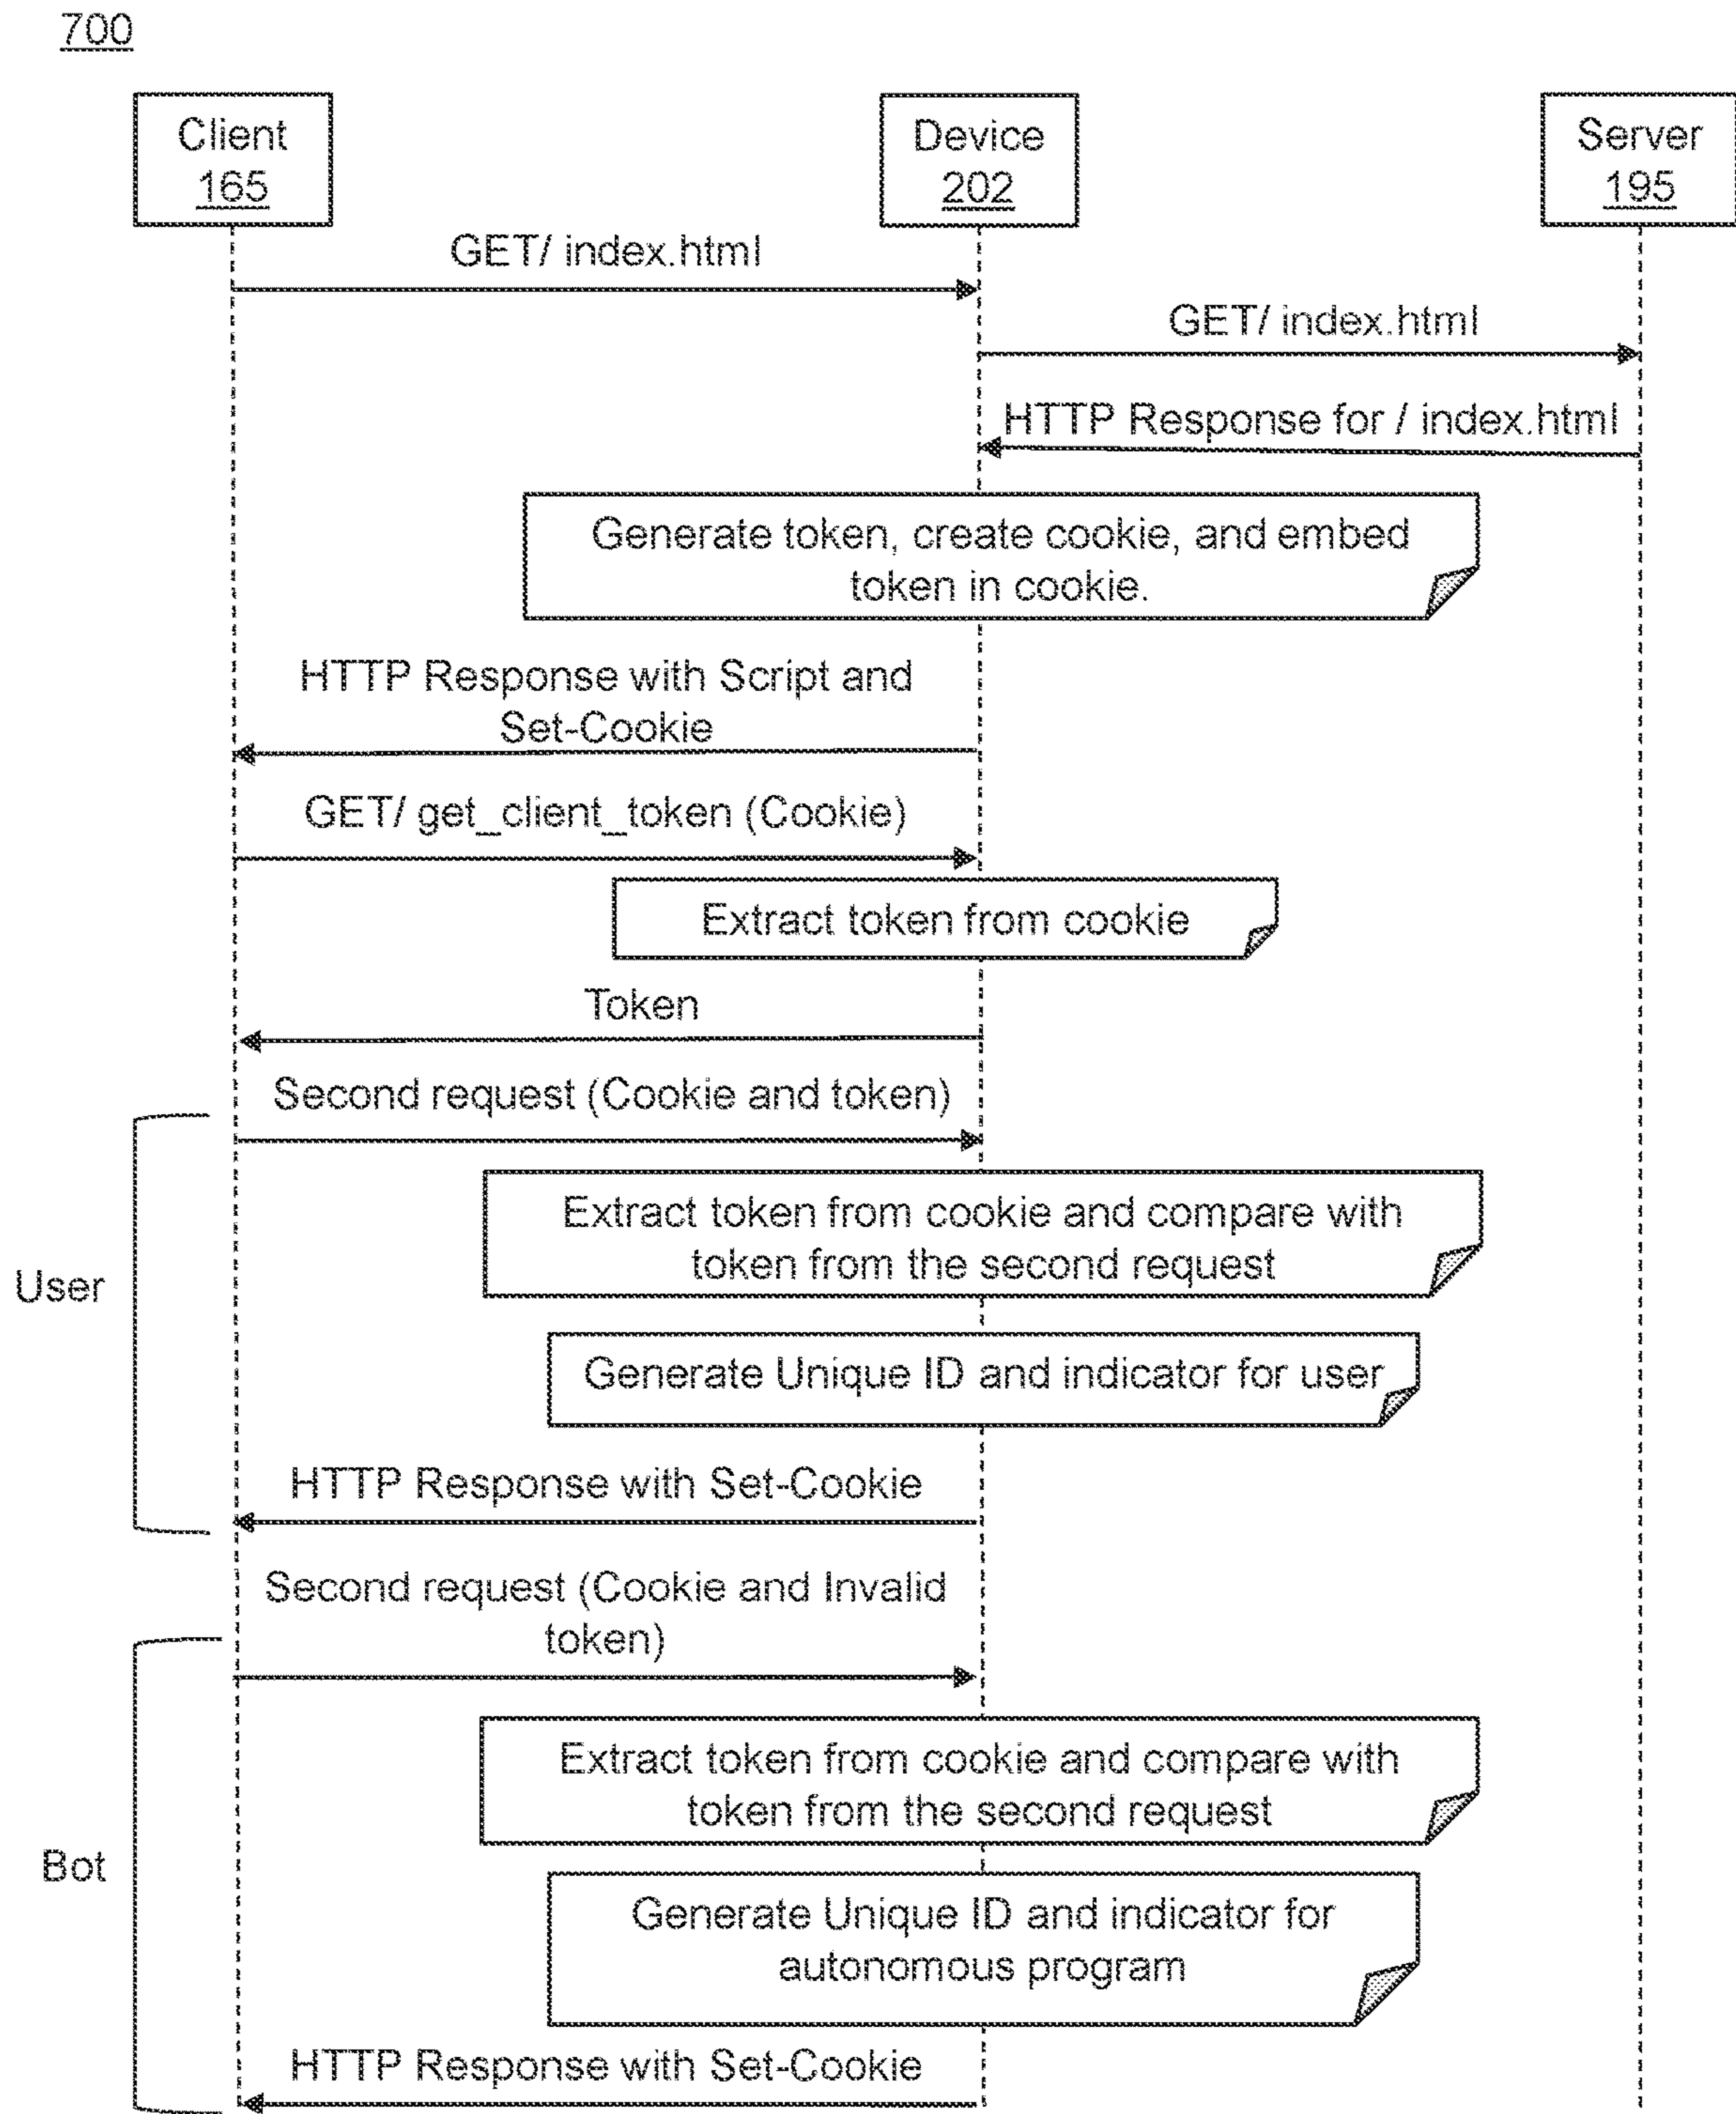 700
Client
165
Device
202
Server
195
GET/ index.html
GET/ index.html
HTTP Response for / index.html
Generate token, create cookie, and embed
token in cookie.
HTTP Response with Script and
Set-Cookie
GET/ get_client_token (Cookie)
Extract token from cookie
Token
Second request (Cookie and token)
Extract token from cookie and compare with
token from the second request
User
Generate Unique ID and indicator for user
HTTP Response with Set-Cookie
Second request (Cookie and Invalid
token)
Extract token from cookie and compare with
token from the second request
Bot
Generate Unique ID and indicator for
autonomous program
HTTP Response with Set-Cookie